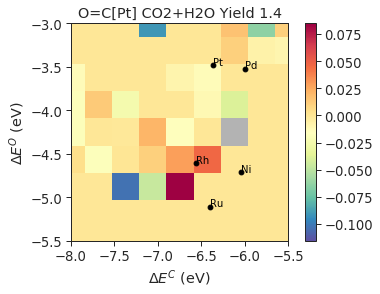 O=C[Pt] CO2+H2O Yield 1.4
−3.0
−3.5
−4.0
−4.5
−5.0
−5.5
ΔE^O (eV)
Pt
Pd
Rh
Ni
Ru
−8.0 −7.5 −7.0 −6.5 −6.0 −5.5
ΔE^C (eV)
0.075
0.050
0.025
0.000
−0.025
−0.050
−0.075
−0.100